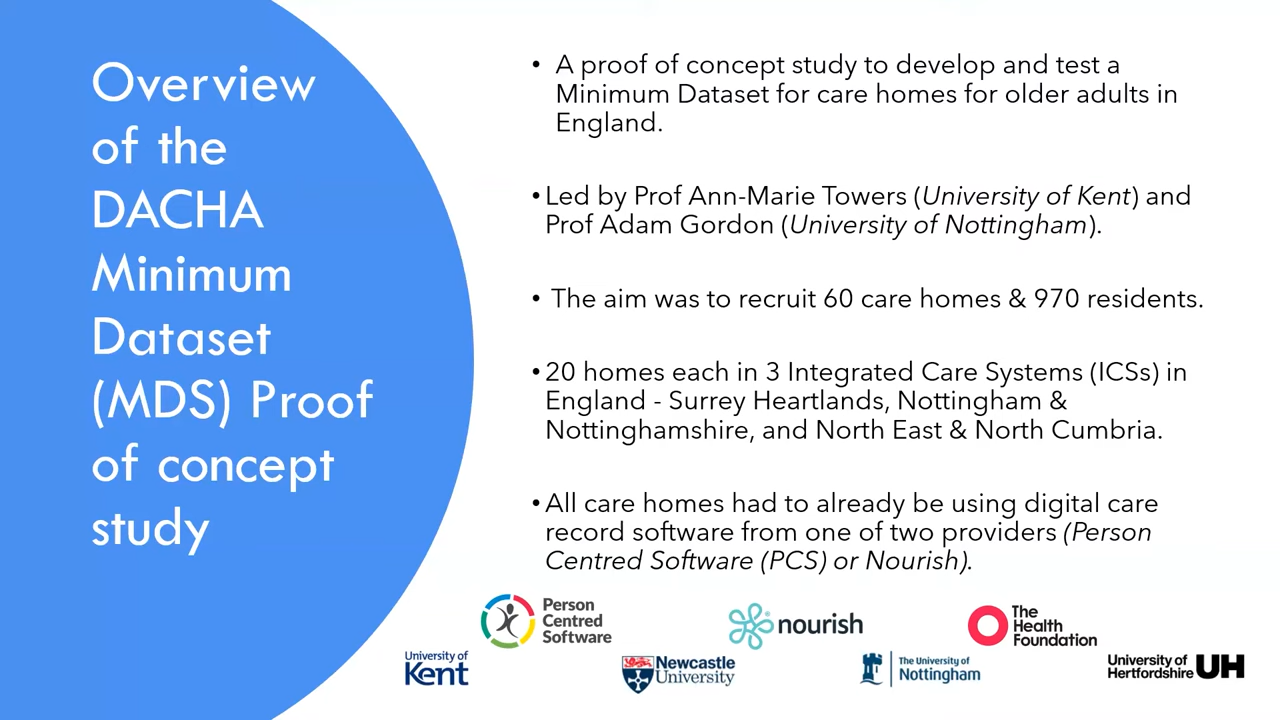 Overview
of the
DACHA
Minimum
Dataset
(MDS) Proof
of concept
study
• A proof of concept study to develop and test a
Minimum Dataset for care homes for older adults in
England.
• Led by Prof Ann-Marie Towers (University of Kent) and
Prof Adam Gordon (University of Nottingham).
• The aim was to recruit 60 care homes & 970 residents.
• 20 homes each in 3 Integrated Care Systems (ICSs) in
England - Surrey Heartlands, Nottingham &
Nottinghamshire, and North East & North Cumbria.
• All care homes had to already be using digital care
record software from one of two providers (Person
Centred Software (PCS) or Nourish).
Person
Centred
Software
nourish
The
Health
Foundation
University of
Kent
Newcastle
University
The University of
Nottingham
University of
Hertfordshire UH